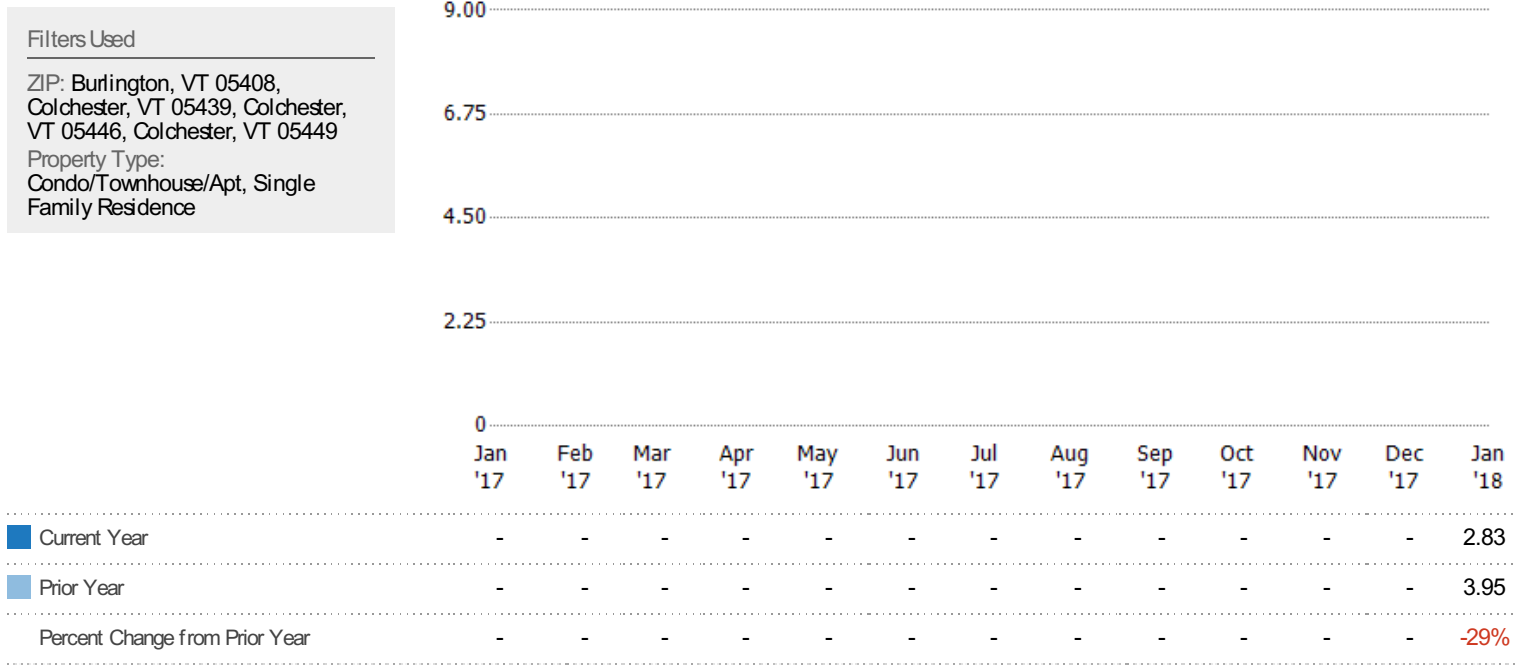 Filters Used
ZIP: Burlington, VT 05408,
Colchester, VT 05439, Colchester,
VT 05446, Colchester, VT 05449
Property Type:
Condo/Townhouse/Apt, Single
Family Residence
9.00
6.75
4.50
2.25
0
Jan Feb Mar Apr May Jun Jul Aug Sep Oct Nov Dec Jan
'17 '17 '17 '17 '17 '17 '17 '17 '17 '17 '17 '17 '18
Current Year - - - - - - - - - - - - 2.83
Prior Year - - - - - - - - - - - - 3.95
Percent Change from Prior Year - - - - - - - - - - - - -29%